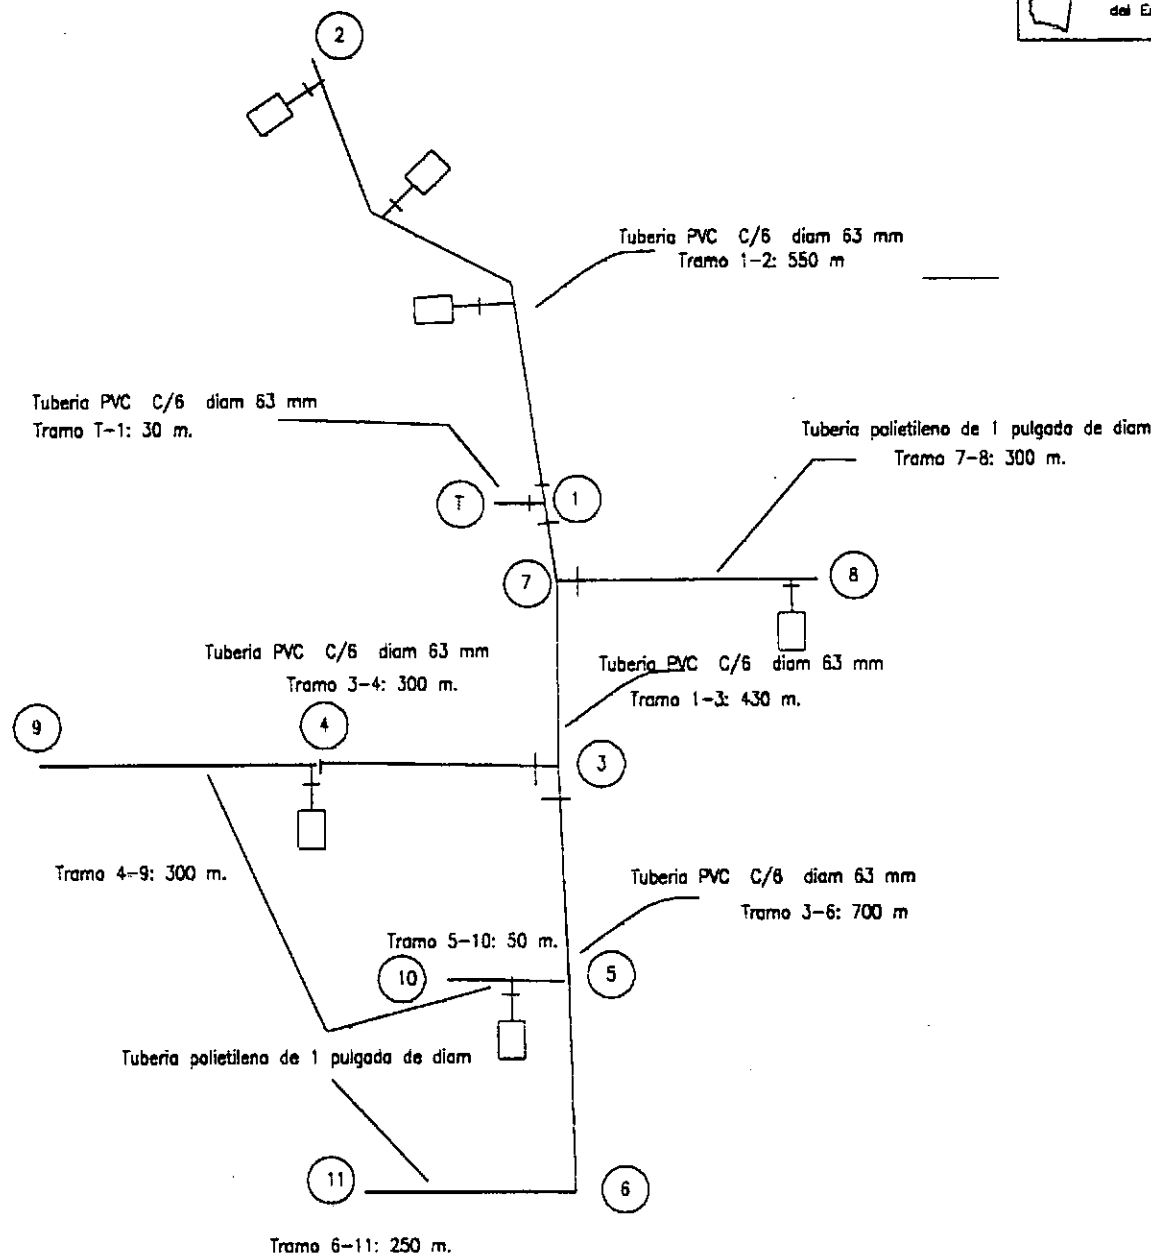 del
2
Tuberia PVC C/6 diam 63 mm
Tramo 1-2: 550 m
Tuberia PVC C/6 diam 63 mm
Tramo T-1: 30 m.
Tuberia polietileno de 1 pulgada de diam
Tramo 7-8: 300 m.
T
1
7
8
Tuberia PVC C/6 diam 63 mm
Tramo 3-4: 300 m.
Tuberia PVC C/6 diam 63 mm
Tramo 1-3: 430 m.
9
4
3
Tramo 4-9: 300 m.
Tuberia PVC C/6 diam 63 mm
Tramo 3-6: 700 m
Tramo 5-10: 50 m.
10
5
Tuberia polietileno de 1 pulgada de diam
11
6
Tramo 6-11: 250 m.